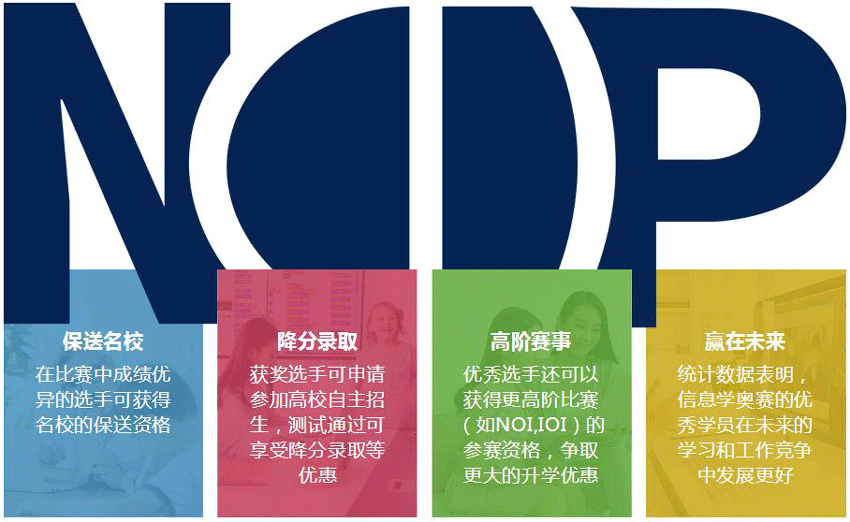 NOIP
保送名校
在比赛中成绩优
异的选手可获得
名校的保送资格
降分录取
获奖选手可申请
参加高校自主招
生，测试通过可
享受降分录取等
优惠
高阶赛事
优秀选手还可以
获得更高阶比赛
（如NOI,IOI）的
参赛资格，争取
更大的升学优惠
赢在未来
统计数据表明，
信息学奥赛的优
秀学员在未来的
学习和工作竞争
中发展更好